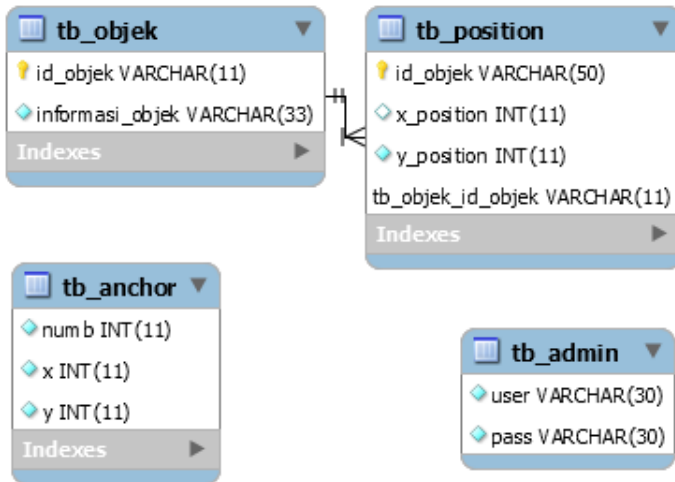 tb_objek
id_objek VARCHAR(11)
informasi_objek VARCHAR(33)
Indexes
tb_position
id_objek VARCHAR(50)
x_position INT(11)
y_position INT(11)
tb_objek_id_objek VARCHAR(11)
Indexes
tb_anchor
numb INT(11)
x INT(11)
y INT(11)
Indexes
tb_admin
user VARCHAR(30)
pass VARCHAR(30)